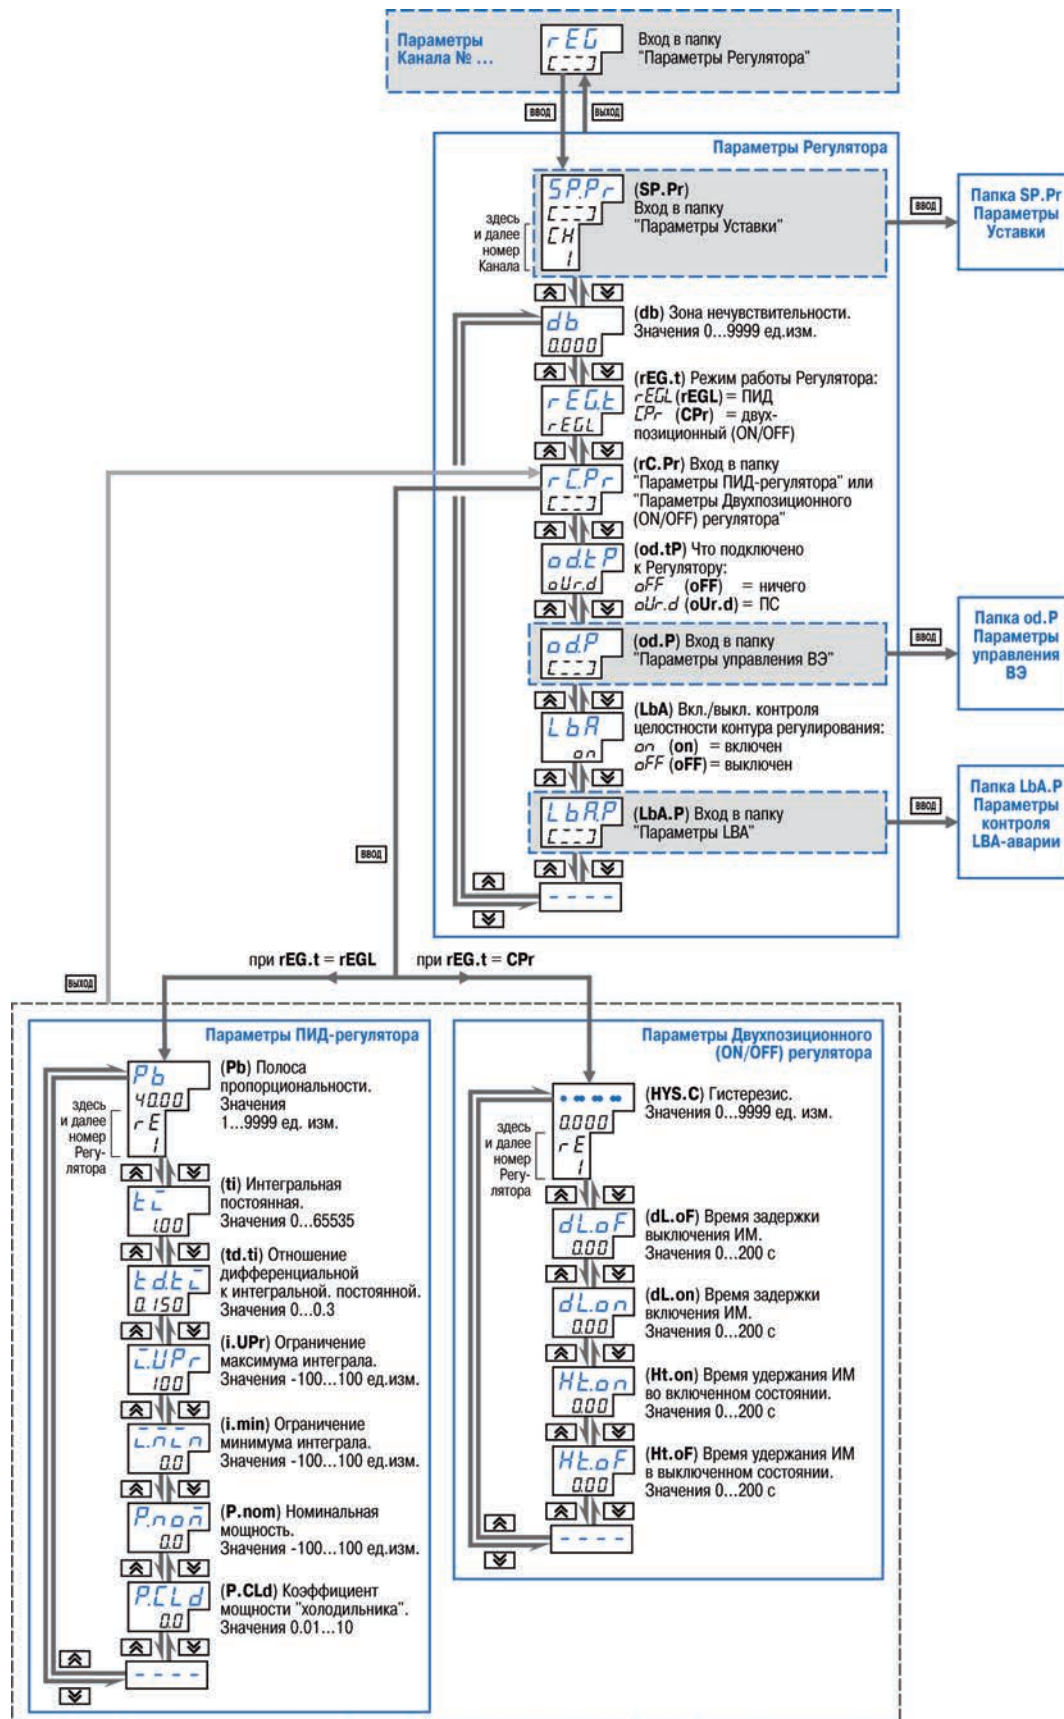 Параметры
Канала № ...
rEG
[---]
Вход в папку
"Параметры Регулятора"
ВВОД
ВЫХОД
Параметры Регулятора
SP.Pr
[---]
CH
1
здесь
и далее
номер
Канала
(SP.Pr)
Вход в папку
"Параметры Уставки"
ВВОД
Папка SP.Pr
Параметры
Уставки
db
0.000
(db) Зона нечувствительности.
Значения 0...9999 ед.изм.
rEG.t
rEGL
(rEG.t) Режим работы Регулятора:
rEGL (rEGL) = ПИД
CPr (CPr) = двух-
позиционный (ON/OFF)
rC.Pr
[---]
(rC.Pr) Вход в папку
"Параметры ПИД-регулятора" или
"Параметры Двухпозиционного
(ON/OFF) регулятора"
od.tP
oUr.d
(od.tP) Что подключено
к Регулятору:
oFF (oFF) = ничего
oUr.d (oUr.d) = ПС
od.P
[---]
(od.P) Вход в папку
"Параметры управления ВЭ"
ВВОД
Папка od.P
Параметры
управления
ВЭ
LbA
on
(LbA) Вкл./выкл. контроля
целостности контура регулирования:
on (on) = включен
oFF (oFF) = выключен
LbA.P
[---]
(LbA.P) Вход в папку
"Параметры LBA"
ВВОД
Папка LbA.P
Параметры
контроля
LBA-аварии
- - - -
ВВОД
ВЫХОД
при rEG.t = rEGL
при rEG.t = CPr
Параметры ПИД-регулятора
Pb
40.00
rE
1
здесь
и далее
номер
Регу-
лятора
(Pb) Полоса
пропорциональности.
Значения
1...9999 ед. изм.
ti
1.00
(ti) Интегральная
постоянная.
Значения 0...65535
td.ti
0.150
(td.ti) Отношение
дифференциальной
к интегральной. постоянной.
Значения 0...0.3
i.UPr
100
(i.UPr) Ограничение
максимума интеграла.
Значения -100...100 ед.изм.
i.min
0.0
(i.min) Ограничение
минимума интеграла.
Значения -100...100 ед.изм.
P.nom
0.0
(P.nom) Номинальная
мощность.
Значения -100...100 ед.изм.
P.CLd
0.0
(P.CLd) Коэффициент
мощности "холодильника".
Значения 0.01...10
- - - -
Параметры Двухпозиционного
(ON/OFF) регулятора
0.000
rE
1
здесь
и далее
номер
Регу-
лятора
(HYS.C) Гистерезис.
Значения 0...9999 ед. изм.
dL.oF
0.00
(dL.oF) Время задержки
выключения ИМ.
Значения 0...200 с
dL.on
0.00
(dL.on) Время задержки
включения ИМ.
Значения 0...200 с
Ht.on
0.00
(Ht.on) Время удержания ИМ
во включенном состоянии.
Значения 0...200 с
Ht.oF
0.00
(Ht.oF) Время удержания ИМ
в выключенном состоянии.
Значения 0...200 с
- - - -